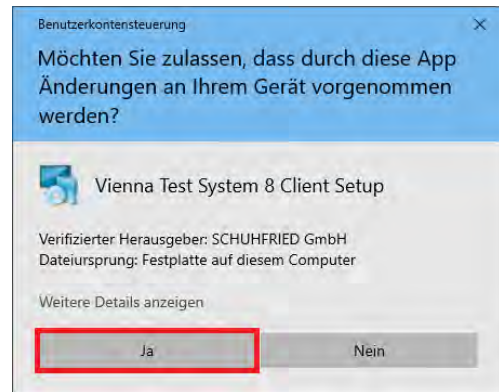 Benutzerkontensteuerung
Möchten Sie zulassen, dass durch diese App
Änderungen an Ihrem Gerät vorgenommen
werden?
Vienna Test System 8 Client Setup
Verifizierter Herausgeber: SCHUHFRIED GmbH
Dateiursprung: Festplatte auf diesem Computer
Weitere Details anzeigen
Ja Nein